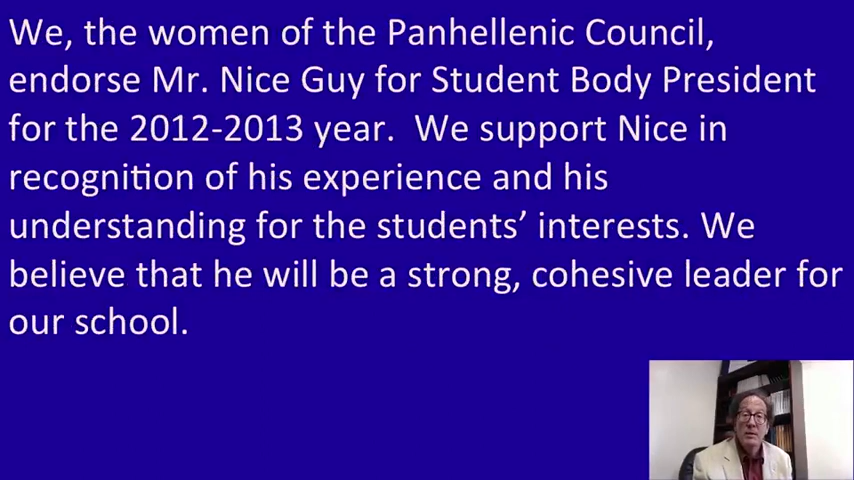 We, the women of the Panhellenic Council,
endorse Mr. Nice Guy for Student Body President
for the 2012-2013 year.  We support Nice in
recognition of his experience and his
understanding for the students’ interests. We
believe that he will be a strong, cohesive leader for
our school.